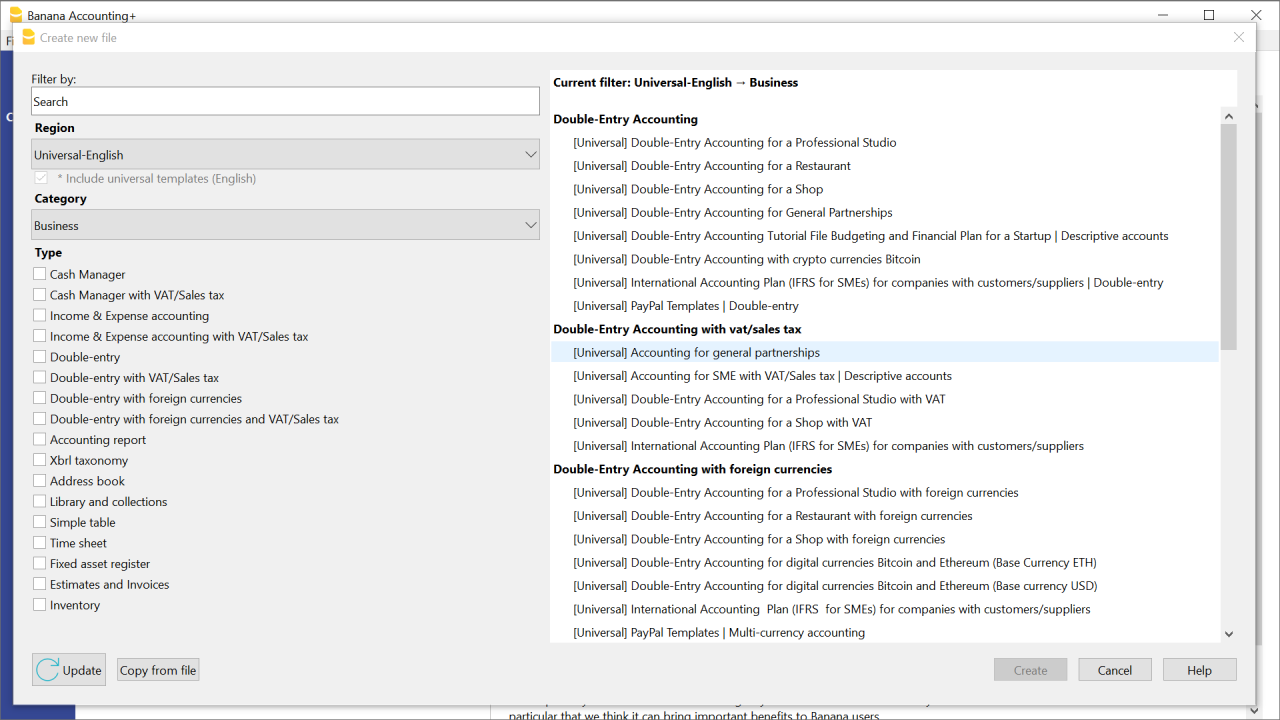 Banana Accounting+
Create new file
Filter by:
Search
Region
Universal-English
* Include universal templates (English)
Category
Business
Type
Cash Manager
Cash Manager with VAT/Sales tax
Income & Expense accounting
Income & Expense accounting with VAT/Sales tax
Double-entry
Double-entry with VAT/Sales tax
Double-entry with foreign currencies
Double-entry with foreign currencies and VAT/Sales tax
Accounting report
Xbrl taxonomy
Address book
Library and collections
Simple table
Time sheet
Fixed asset register
Estimates and Invoices
Inventory
Update
Copy from file
Current filter: Universal-English → Business
Double-Entry Accounting
[Universal] Double-Entry Accounting for a Professional Studio
[Universal] Double-Entry Accounting for a Restaurant
[Universal] Double-Entry Accounting for a Shop
[Universal] Double-Entry Accounting for General Partnerships
[Universal] Double-Entry Accounting Tutorial File Budgeting and Financial Plan for a Startup | Descriptive accounts
[Universal] Double-Entry Accounting with crypto currencies Bitcoin
[Universal] International Accounting Plan (IFRS for SMEs) for companies with customers/suppliers | Double-entry
[Universal] PayPal Templates | Double-entry
Double-Entry Accounting with vat/sales tax
[Universal] Accounting for general partnerships
[Universal] Accounting for SME with VAT/Sales tax | Descriptive accounts
[Universal] Double-Entry Accounting for a Professional Studio with VAT
[Universal] Double-Entry Accounting for a Shop with VAT
[Universal] International Accounting Plan (IFRS for SMEs) for companies with customers/suppliers
Double-Entry Accounting with foreign currencies
[Universal] Double-Entry Accounting for a Professional Studio with foreign currencies
[Universal] Double-Entry Accounting for a Restaurant with foreign currencies
[Universal] Double-Entry Accounting for a Shop with foreign currencies
[Universal] Double-Entry Accounting for digital currencies Bitcoin and Ethereum (Base Currency ETH)
[Universal] Double-Entry Accounting for digital currencies Bitcoin and Ethereum (Base currency USD)
[Universal] International Accounting  Plan (IFRS  for SMEs) for companies with customers/suppliers
[Universal] PayPal Templates | Multi-currency accounting
Create
Cancel
Help
particular that we think it can bring important benefits to Banana users